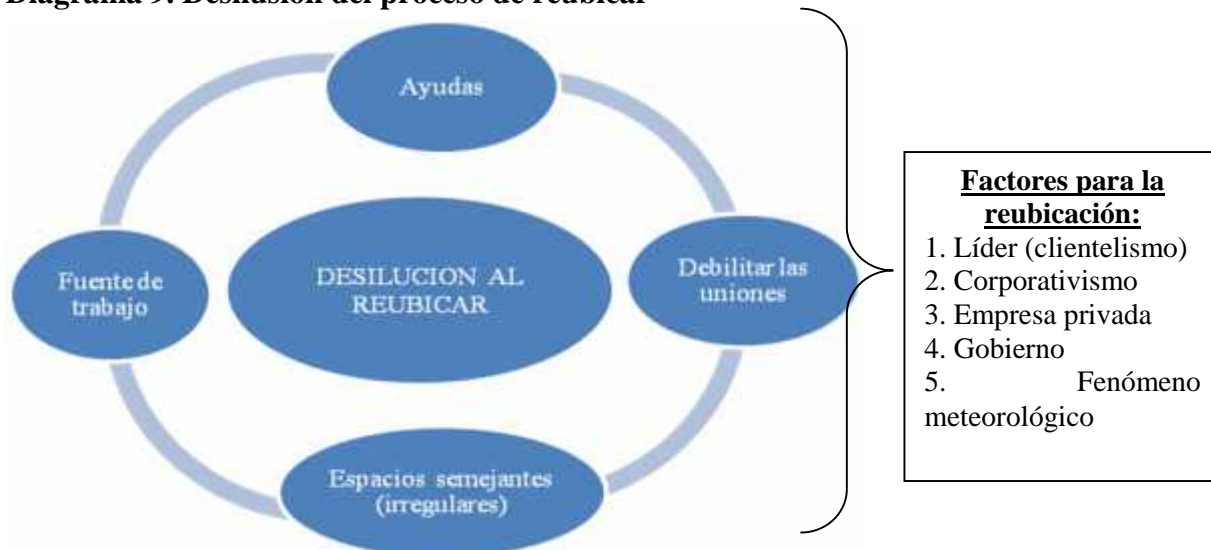 Diagrama 9. Desilusión del proceso de reubicar
Ayudas
Fuente de
trabajo
DESILUCION AL
REUBICAR
Debilitar las
uniones
Espacios semejantes
(irregulares)
Factores para la
reubicación:
1. Líder (clientelismo)
2. Corporativismo
3. Empresa privada
4. Gobierno
5. Fenómeno
meteorológico